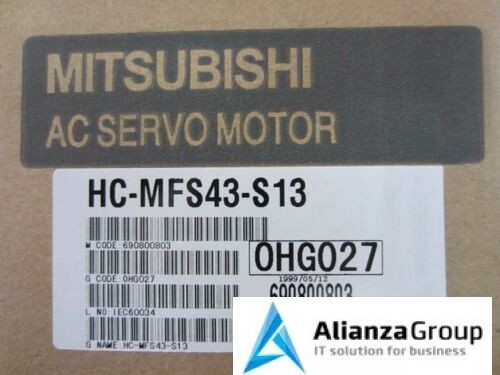 MITSUBISHI
AC SERVO MOTOR
HC-MFS43-S13
M CODE: 690800803
OHG027
G CODE: OHG027
1999/05/12
690800803
L NO: IEC60034
G NAME: HC-MFS43-S13
AlianzaGroup
IT solution for business